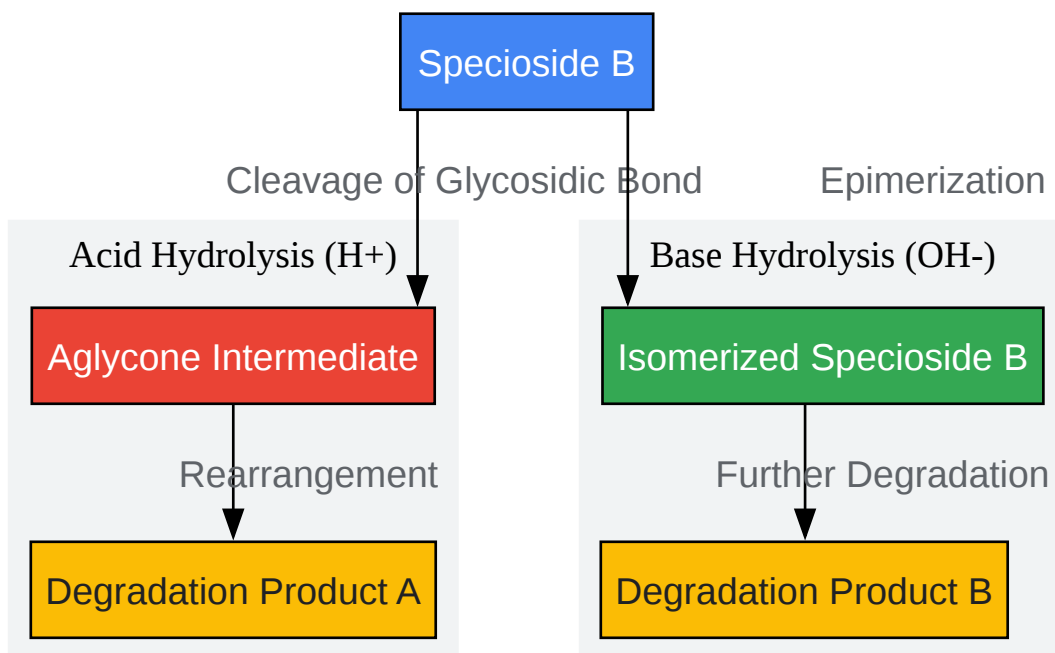 Specioside B
Cleavage of Glycosidic Bond
Epimerization
Acid Hydrolysis (H+)
Base Hydrolysis (OH-)
Aglycone Intermediate
Isomerized Specioside B
Rearrangement
Further Degradation
Degradation Product A
Degradation Product B